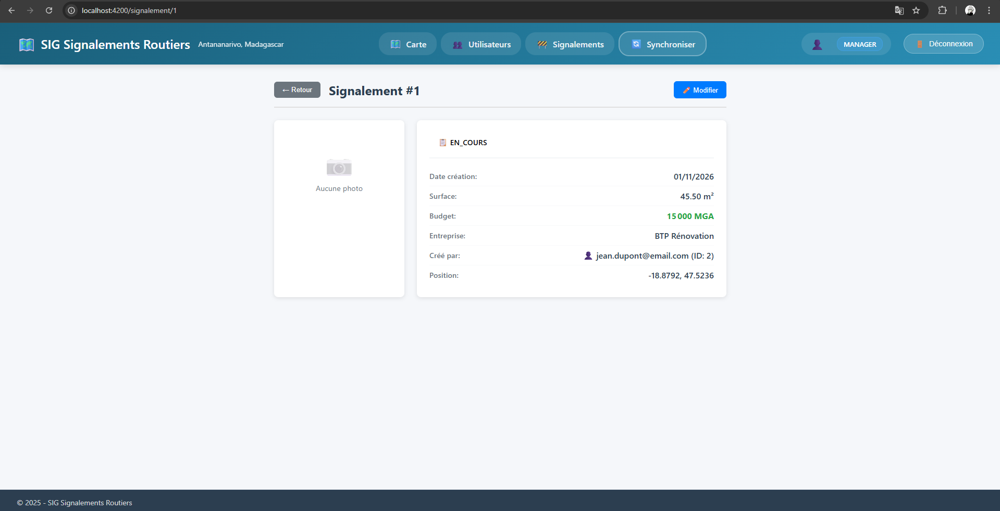 localhost:4200/signalement/1
SIG Signalements Routiers Antananarivo, Madagascar Carte Utilisateurs Signalements Synchroniser MANAGER Déconnexion
← Retour Signalement #1 Modifier
Aucune photo
EN_COURS
Date création: 01/11/2026
Surface: 45.50 m²
Budget: 15 000 MGA
Entreprise: BTP Rénovation
Créé par: jean.dupont@email.com (ID: 2)
Position: -18.8792, 47.5236
© 2025 - SIG Signalements Routiers